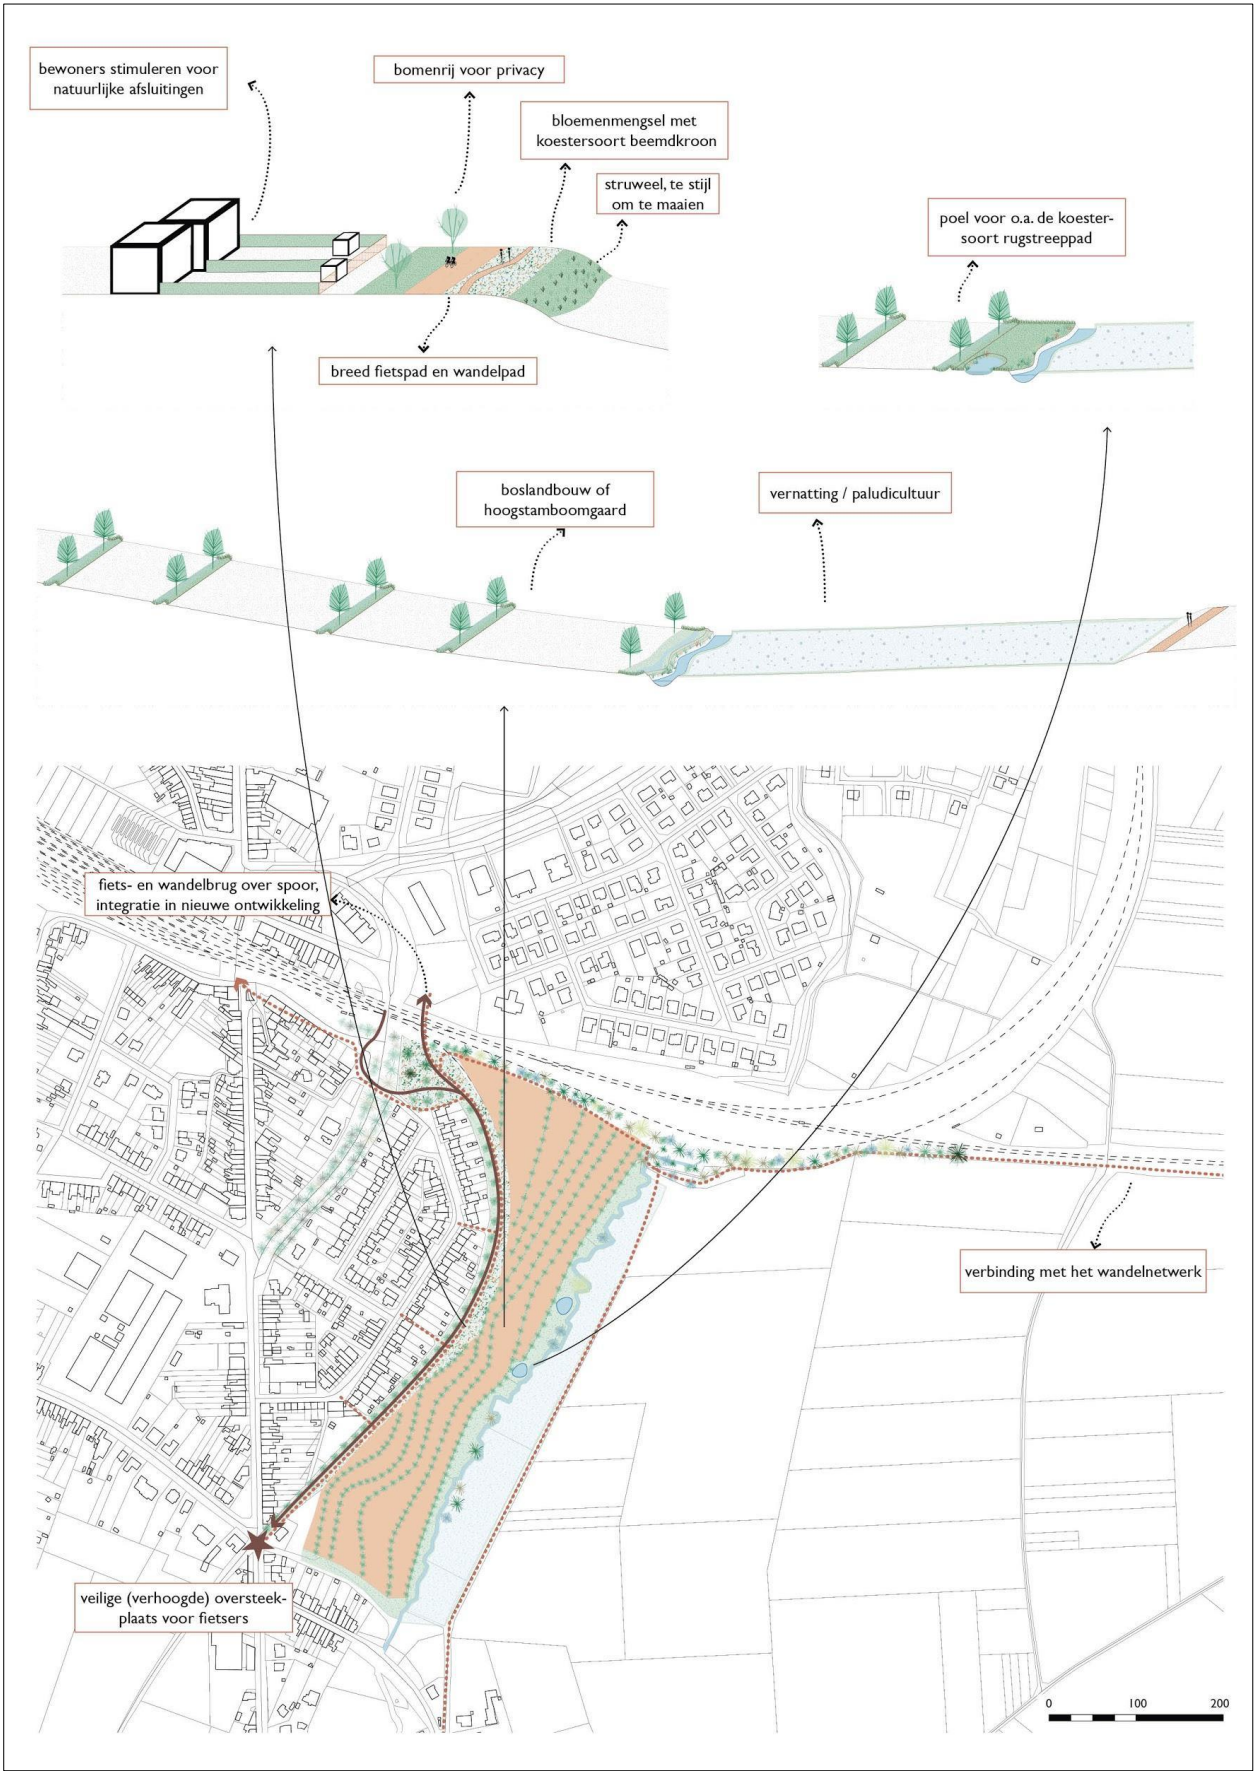 bewoners stimuleren voor
natuurlijke afsluitingen
bomenrij voor privacy
bloemenmengsel met
koestersoort beemdkroon
struweel, te stijl
om te maaien
poel voor o.a. de koester-
soort rugstreeppad
breed fietspad en wandelpad
boslandbouw of
hoogstamboomgaard
vernatting / paludicultuur
fiets- en wandelbrug over spoor,
integratie in nieuwe ontwikkeling
verbinding met het wandelnetwerk
veilige (verhoogde) oversteek-
plaats voor fietsers
0 100 200